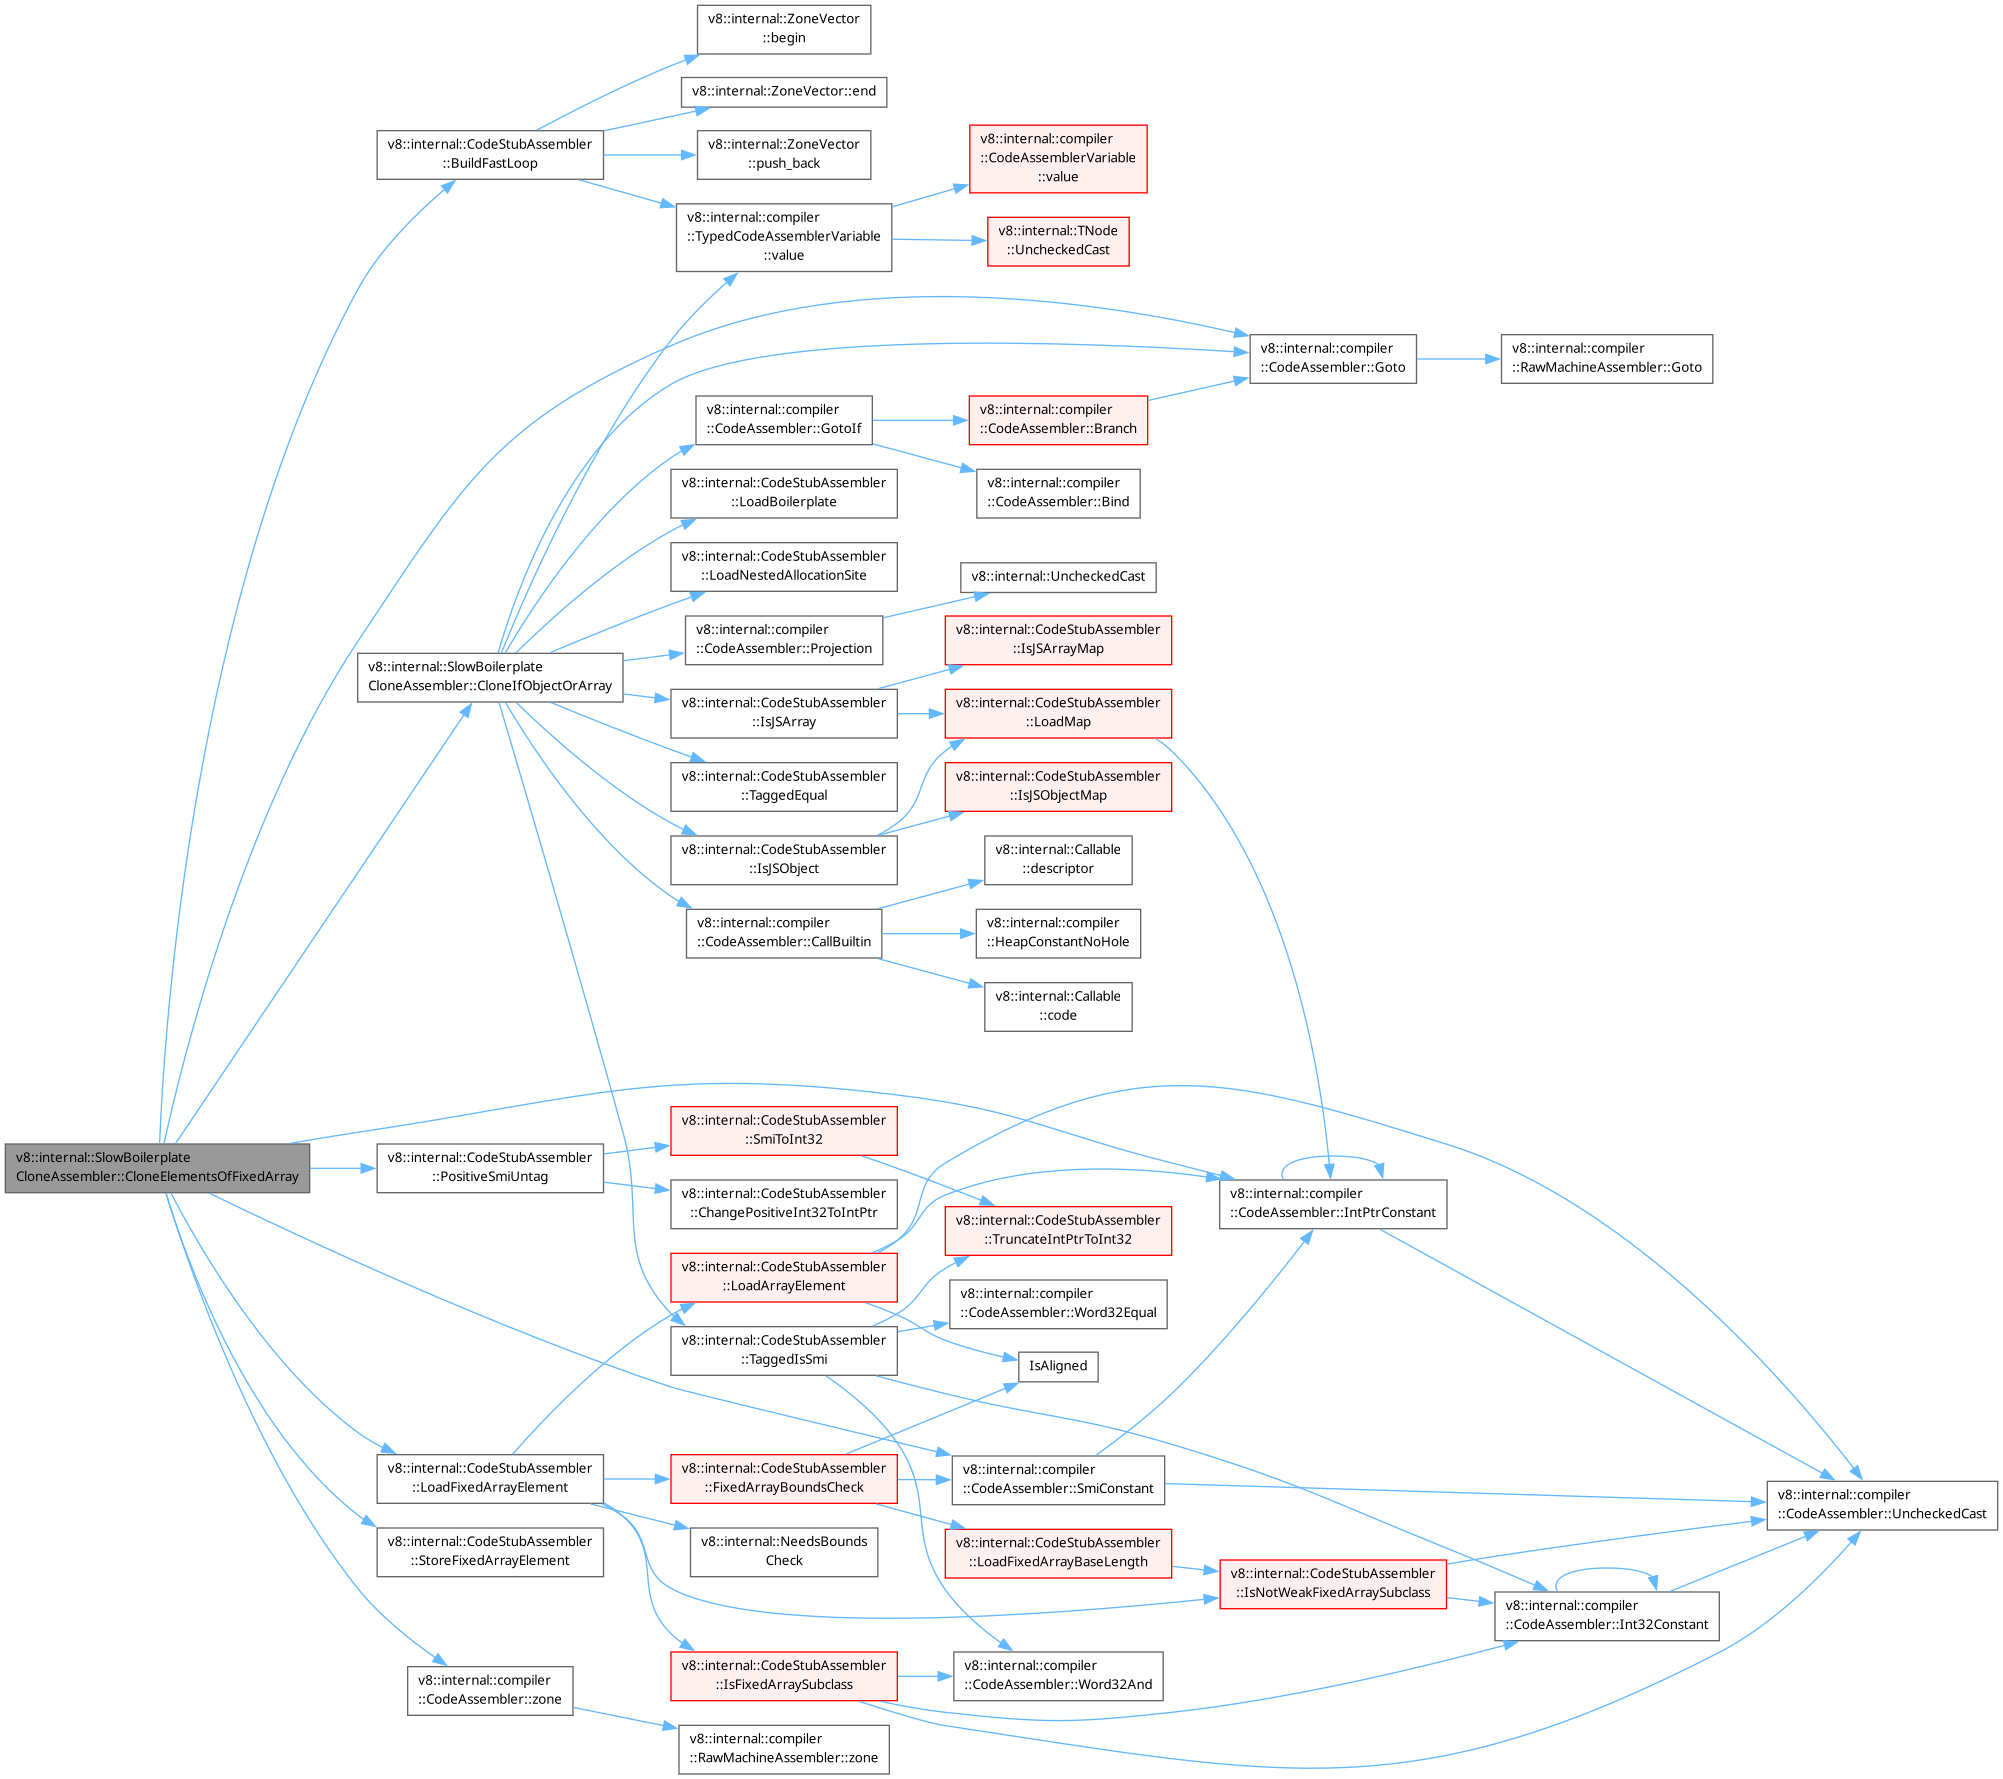 v8::internal::ZoneVector
::begin
v8::internal::ZoneVector::end
v8::internal::CodeStubAssembler
::BuildFastLoop
v8::internal::ZoneVector
::push_back
v8::internal::compiler
::CodeAssemblerVariable
::value
v8::internal::compiler
::TypedCodeAssemblerVariable
::value
v8::internal::TNode
::UncheckedCast
v8::internal::compiler
::CodeAssembler::Goto
v8::internal::compiler
::RawMachineAssembler::Goto
v8::internal::compiler
::CodeAssembler::GotoIf
v8::internal::compiler
::CodeAssembler::Branch
v8::internal::CodeStubAssembler
::LoadBoilerplate
v8::internal::compiler
::CodeAssembler::Bind
v8::internal::CodeStubAssembler
::LoadNestedAllocationSite
v8::internal::UncheckedCast
v8::internal::SlowBoilerplate
CloneAssembler::CloneIfObjectOrArray
v8::internal::compiler
::CodeAssembler::Projection
v8::internal::CodeStubAssembler
::IsJSArrayMap
v8::internal::CodeStubAssembler
::IsJSArray
v8::internal::CodeStubAssembler
::LoadMap
v8::internal::CodeStubAssembler
::TaggedEqual
v8::internal::CodeStubAssembler
::IsJSObjectMap
v8::internal::CodeStubAssembler
::IsJSObject
v8::internal::Callable
::descriptor
v8::internal::compiler
::CodeAssembler::CallBuiltin
v8::internal::compiler
::HeapConstantNoHole
v8::internal::Callable
::code
v8::internal::SlowBoilerplate
CloneAssembler::CloneElementsOfFixedArray
v8::internal::CodeStubAssembler
::PositiveSmiUntag
v8::internal::CodeStubAssembler
::SmiToInt32
v8::internal::CodeStubAssembler
::ChangePositiveInt32ToIntPtr
v8::internal::compiler
::CodeAssembler::IntPtrConstant
v8::internal::CodeStubAssembler
::TruncateIntPtrToInt32
v8::internal::CodeStubAssembler
::LoadArrayElement
v8::internal::compiler
::CodeAssembler::Word32Equal
v8::internal::CodeStubAssembler
::TaggedIsSmi
IsAligned
v8::internal::CodeStubAssembler
::LoadFixedArrayElement
v8::internal::CodeStubAssembler
::FixedArrayBoundsCheck
v8::internal::compiler
::CodeAssembler::SmiConstant
v8::internal::compiler
::CodeAssembler::UncheckedCast
v8::internal::CodeStubAssembler
::StoreFixedArrayElement
v8::internal::NeedsBounds
Check
v8::internal::CodeStubAssembler
::LoadFixedArrayBaseLength
v8::internal::CodeStubAssembler
::IsNotWeakFixedArraySubclass
v8::internal::compiler
::CodeAssembler::Int32Constant
v8::internal::CodeStubAssembler
::IsFixedArraySubclass
v8::internal::compiler
::CodeAssembler::Word32And
v8::internal::compiler
::CodeAssembler::zone
v8::internal::compiler
::RawMachineAssembler::zone